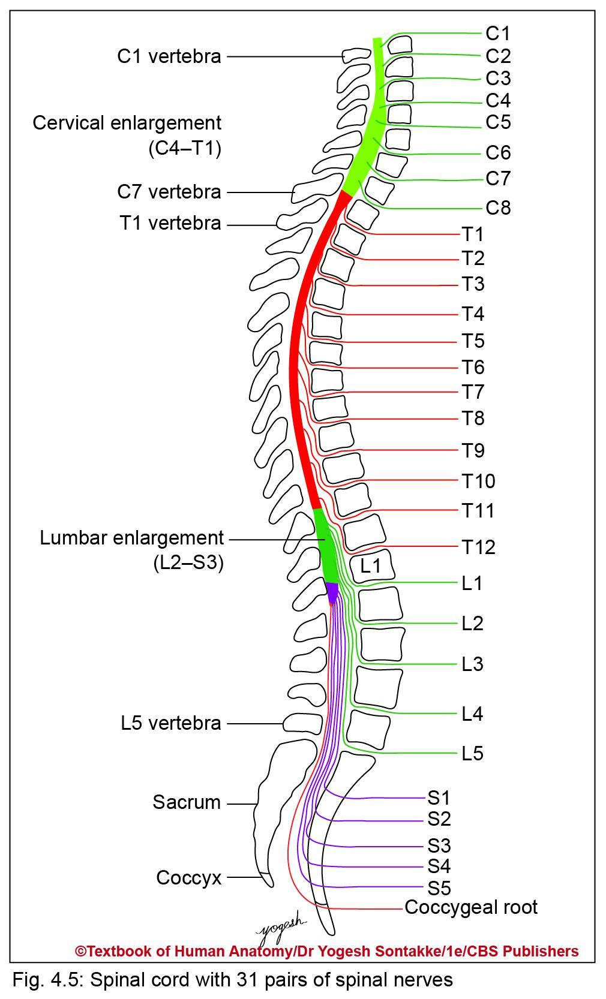 C1 vertebra
Cervical enlargement
(C4–T1)
C7 vertebra
T1 vertebra
Lumbar enlargement
(L2–S3)
L5 vertebra
Sacrum
Coccyx
C1
C2
C3
C4
C5
C6
C7
C8
T1
T2
T3
T4
T5
T6
T7
T8
T9
T10
T11
T12
L1
L1
L2
L3
L4
L5
S1
S2
S3
S4
S5
Coccygeal root
yogesh
©Textbook of Human Anatomy/Dr Yogesh Sontakke/1e/CBS Publishers
Fig. 4.5: Spinal cord with 31 pairs of spinal nerves